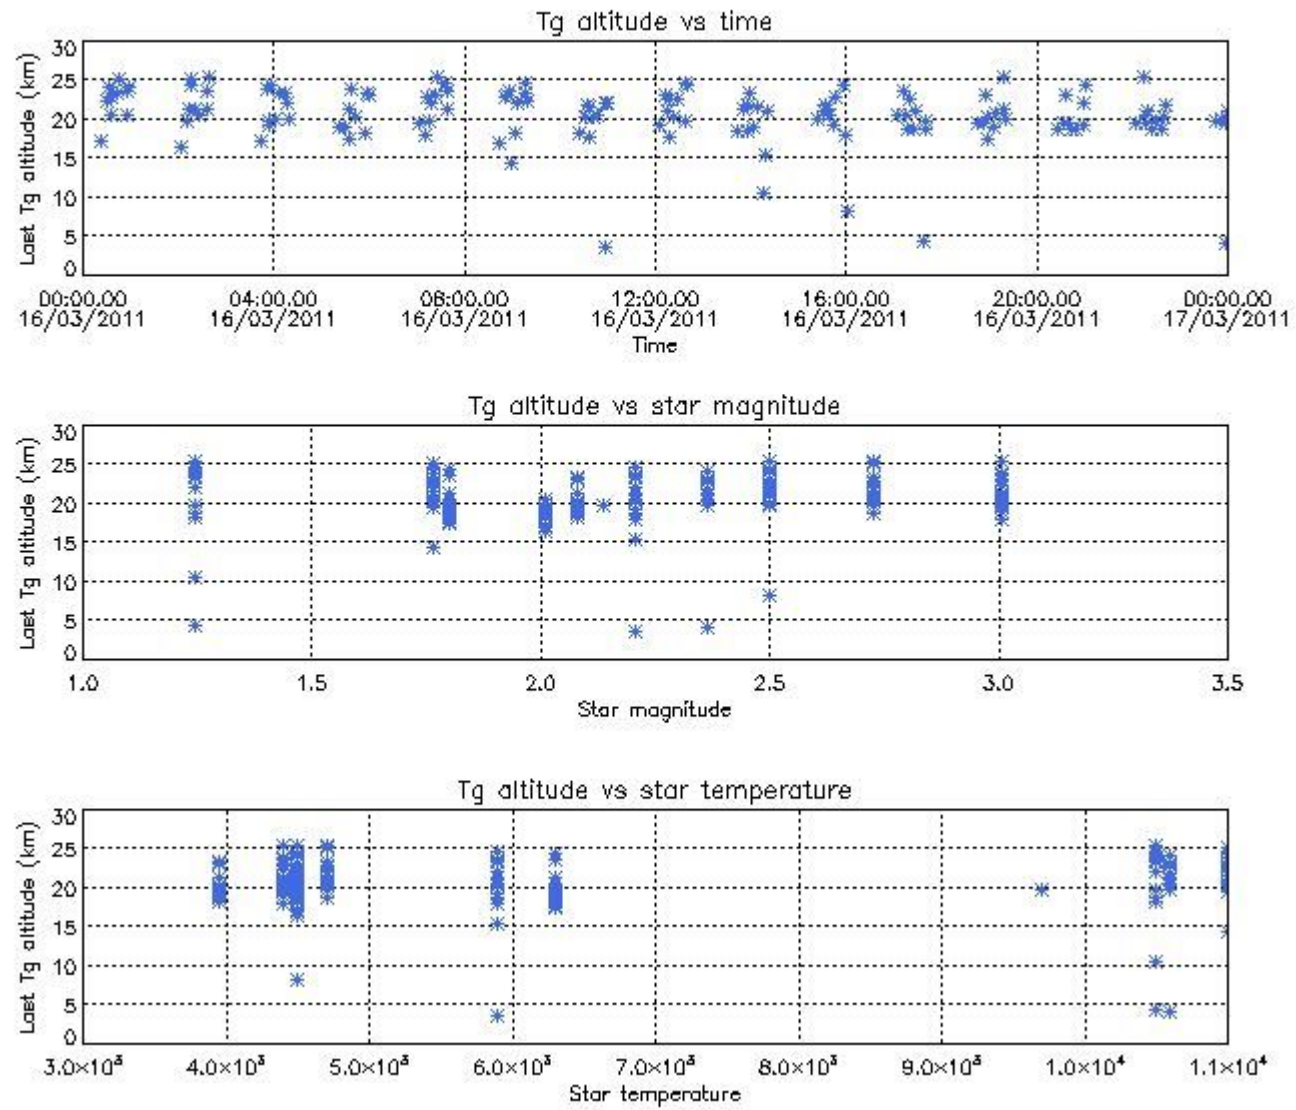 Tg altitude vs time
Last Tg altitude (km)
30
25
20
15
10
5
0
00:00.00 04:00.00 08:00.00 12:00.00 16:00.00 20:00.00 00:00.00
16/03/2011 16/03/2011 16/03/2011 16/03/2011 16/03/2011 16/03/2011 17/03/2011
Time
Tg altitude vs star magnitude
Last Tg altitude (km)
30
25
20
15
10
5
0
1.0 1.5 2.0 2.5 3.0 3.5
Star magnitude
Tg altitude vs star temperature
Last Tg altitude (km)
30
25
20
15
10
5
0
3.0×10³ 4.0×10³ 5.0×10³ 6.0×10³ 7.0×10³ 8.0×10³ 9.0×10³ 1.0×10⁴ 1.1×10⁴
Star temperature